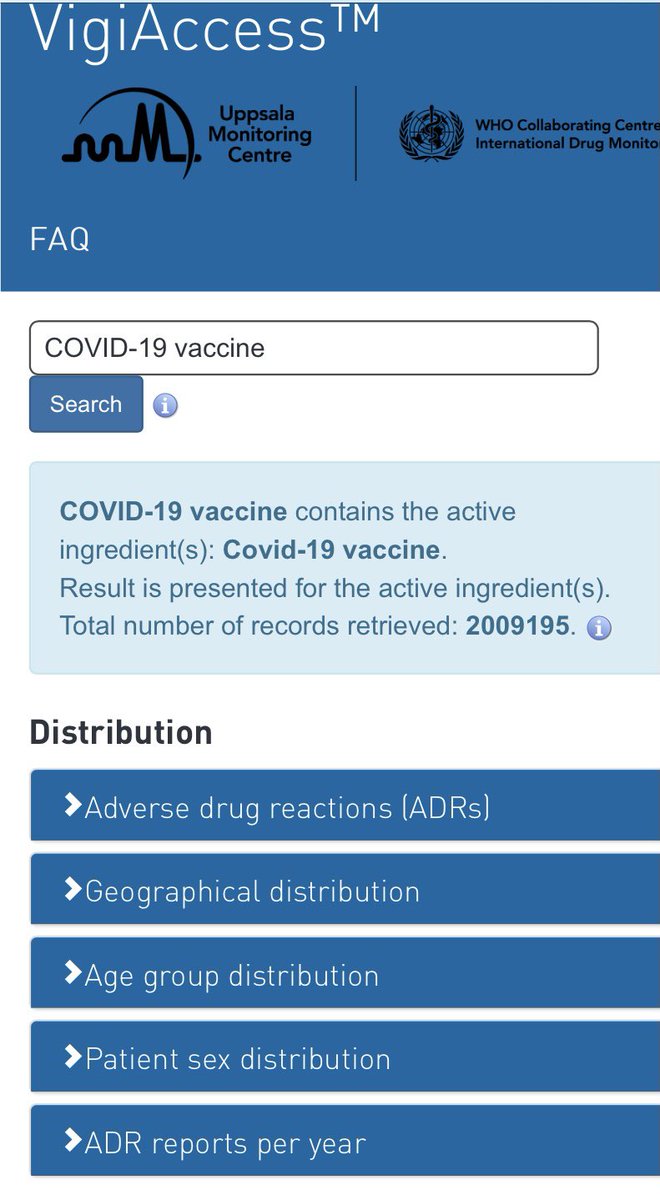 VigiAccess™
Uppsala
Monitoring
Centre
WHO Collaborating Centre
International Drug Monito
FAQ
COVID-19 vaccine
Search
COVID-19 vaccine contains the active
ingredient(s): Covid-19 vaccine.
Result is presented for the active ingredient(s).
Total number of records retrieved: 2009195.
Distribution
Adverse drug reactions (ADRs)
Geographical distribution
Age group distribution
Patient sex distribution
ADR reports per year